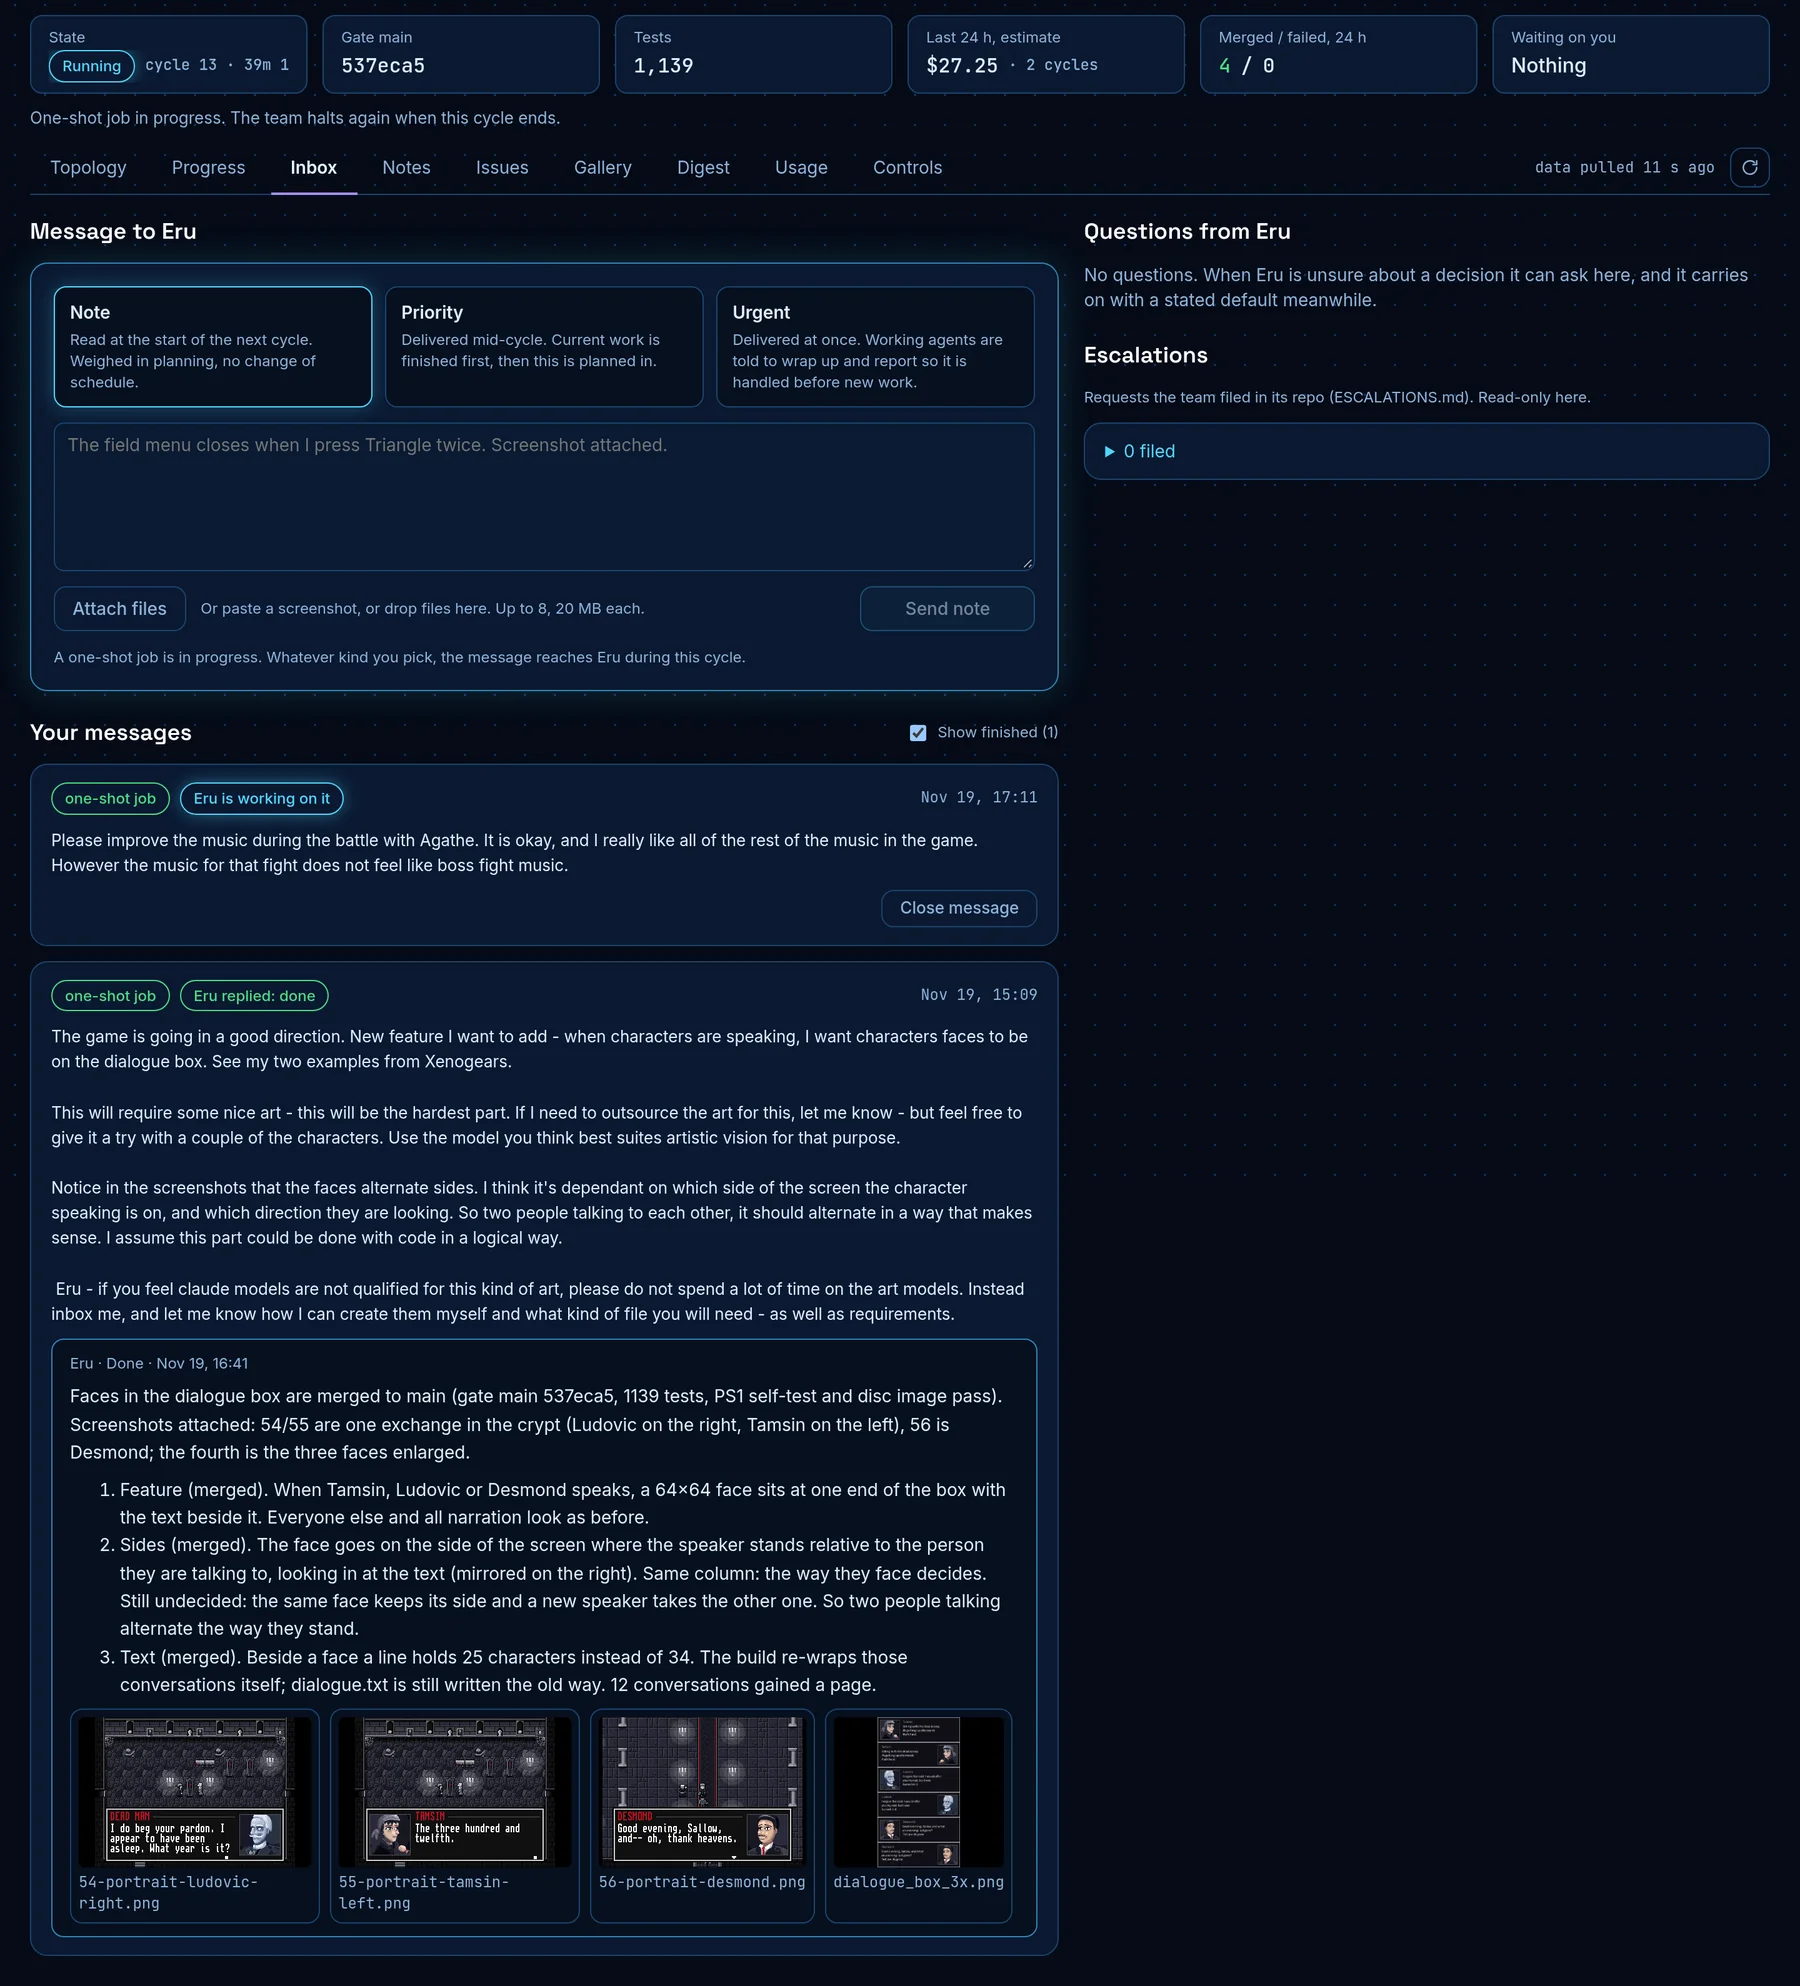 State
Running cycle 13 · 39m 1
Gate main
537eca5
Tests
1,139
Last 24 h, estimate
$27.25 · 2 cycles
Merged / failed, 24 h
4 / 0
Waiting on you
Nothing
One-shot job in progress. The team halts again when this cycle ends.
Topology Progress Inbox Notes Issues Gallery Digest Usage Controls
data pulled 11 s ago
Message to Eru
Note
Read at the start of the next cycle.
Weighed in planning, no change of
schedule.
Priority
Delivered mid-cycle. Current work is
finished first, then this is planned in.
Urgent
Delivered at once. Working agents are
told to wrap up and report so it is
handled before new work.
The field menu closes when I press Triangle twice. Screenshot attached.
Attach files
Or paste a screenshot, or drop files here. Up to 8, 20 MB each.
Send note
A one-shot job is in progress. Whatever kind you pick, the message reaches Eru during this cycle.
Questions from Eru
No questions. When Eru is unsure about a decision it can ask here, and it carries
on with a stated default meanwhile.
Escalations
Requests the team filed in its repo (ESCALATIONS.md). Read-only here.
0 filed
Your messages
Show finished (1)
one-shot job
Eru is working on it
Nov 19, 17:11
Please improve the music during the battle with Agathe. It is okay, and I really like all of the rest of the music in the game.
However the music for that fight does not feel like boss fight music.
Close message
one-shot job
Eru replied: done
Nov 19, 15:09
The game is going in a good direction. New feature I want to add - when characters are speaking, I want characters faces to be
on the dialogue box. See my two examples from Xenogears.
This will require some nice art - this will be the hardest part. If I need to outsource the art for this, let me know - but feel free to
give it a try with a couple of the characters. Use the model you think best suites artistic vision for that purpose.
Notice in the screenshots that the faces alternate sides. I think it's dependant on which side of the screen the character
speaking is on, and which direction they are looking. So two people talking to each other, it should alternate in a way that makes
sense. I assume this part could be done with code in a logical way.
Eru - if you feel claude models are not qualified for this kind of art, please do not spend a lot of time on the art models. Instead
inbox me, and let me know how I can create them myself and what kind of file you will need - as well as requirements.
Eru · Done · Nov 19, 16:41
Faces in the dialogue box are merged to main (gate main 537eca5, 1139 tests, PS1 self-test and disc image pass).
Screenshots attached: 54/55 are one exchange in the crypt (Ludovic on the right, Tamsin on the left), 56 is
Desmond; the fourth is the three faces enlarged.
1. Feature (merged). When Tamsin, Ludovic or Desmond speaks, a 64×64 face sits at one end of the box with
the text beside it. Everyone else and all narration look as before.
2. Sides (merged). The face goes on the side of the screen where the speaker stands relative to the person
they are talking to, looking in at the text (mirrored on the right). Same column: the way they face decides.
Still undecided: the same face keeps its side and a new speaker takes the other one. So two people talking
alternate the way they stand.
3. Text (merged). Beside a face a line holds 25 characters instead of 34. The build re-wraps those
conversations itself; dialogue.txt is still written the old way. 12 conversations gained a page.
DEAD MAN
I do beg your pardon. I
appear to have been
asleep. What year is it?
54-portrait-ludovic-
right.png
TAMSIN
The three hundred and
twelfth.
55-portrait-tamsin-
left.png
DESMOND
Good evening, Sallow,
and-- oh, thank heavens.
56-portrait-desmond.png
dialogue_box_3x.png